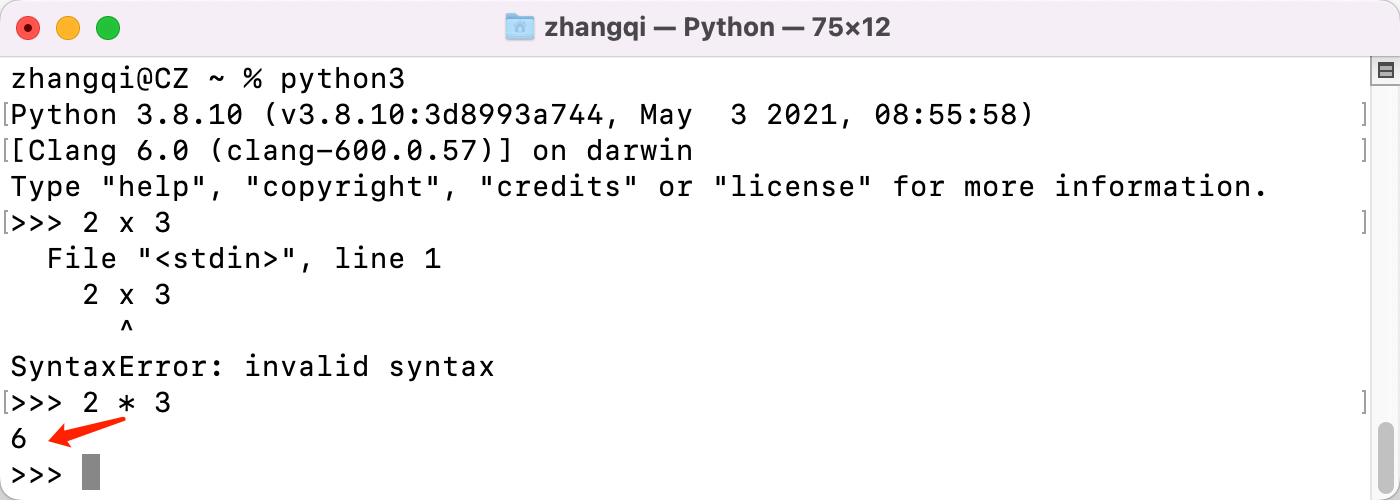 zhangqi — Python — 75×12
zhangqi@CZ ~ % python3
[Python 3.8.10 (v3.8.10:3d8993a744, May  3 2021, 08:55:58) ]
[[Clang 6.0 (clang-600.0.57)] on darwin ]
Type "help", "copyright", "credits" or "license" for more information.
[>>> 2 x 3 ]
  File "<stdin>", line 1
    2 x 3
      ^
SyntaxError: invalid syntax
[>>> 2 * 3 ]
6
>>>